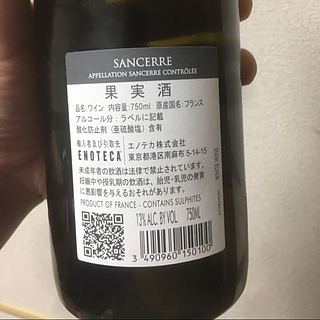 SANCERRE
APPELLATION SANCERRE CONTRÔLÉE
果実酒
品名:ワイン 内容量:750ml 原産国名:フランス
アルコール分:ラベルに記載
酸化防止剤(亜硫酸塩)含有
輸入者及び引取先 エノテカ株式会社
ENOTECA 東京都港区南麻布5-14-15
未成年者の飲酒は法律で禁止されています。
妊娠中や授乳期の飲酒は、胎児・乳児の発育
に悪影響を与えるおそれがあります。
PRODUCT OF FRANCE - CONTAINS SULPHITES
13% ALC. BY VOL. 750ML
3 490960 150100